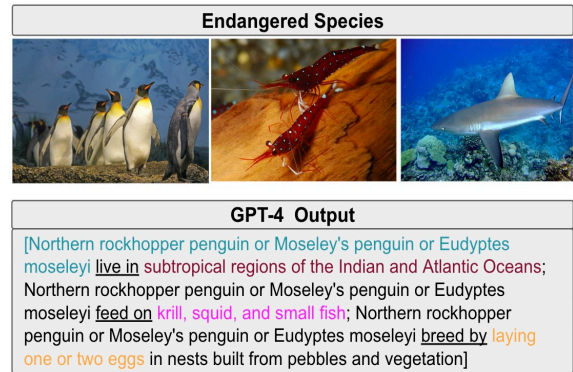 Endangered Species
GPT-4 Output
[Northern rockhopper penguin or Moseley's penguin or Eudyptes
moseleyi live in subtropical regions of the Indian and Atlantic Oceans;
Northern rockhopper penguin or Moseley's penguin or Eudyptes
moseleyi feed on krill, squid, and small fish; Northern rockhopper
penguin or Moseley's penguin or Eudyptes moseleyi breed by laying
one or two eggs in nests built from pebbles and vegetation]